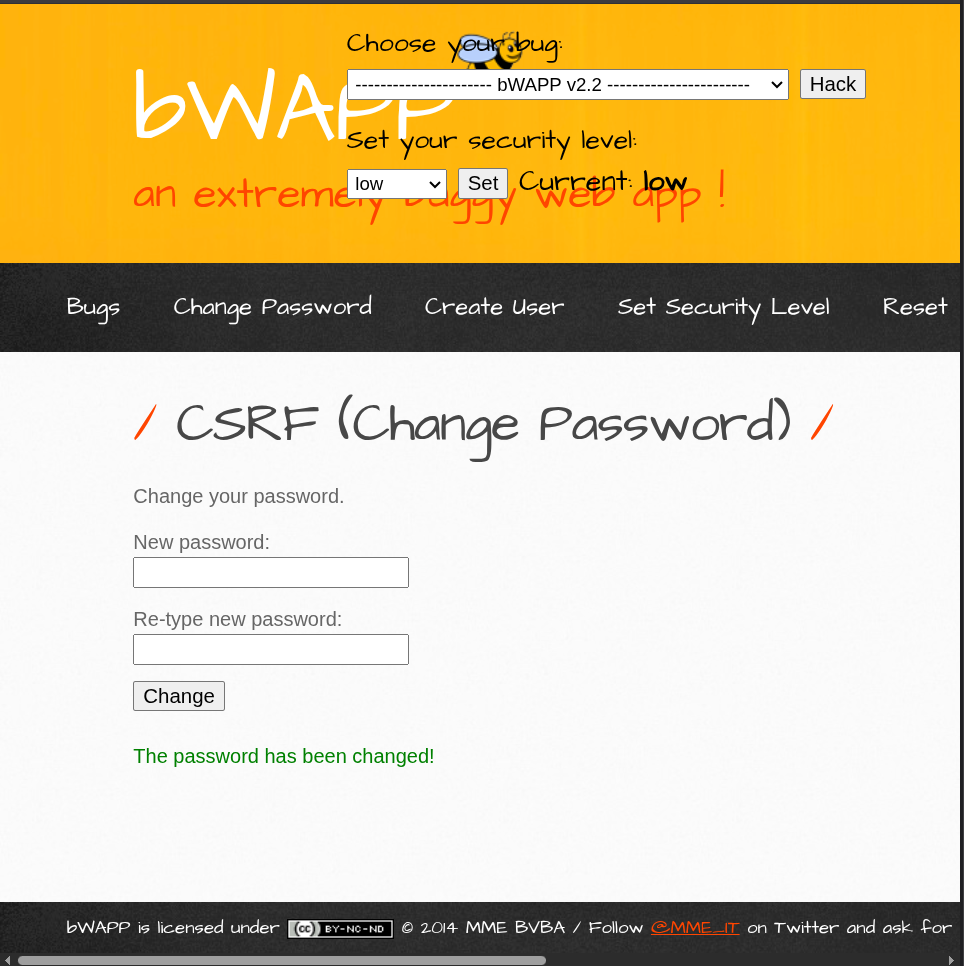 Choose your bug:
bWAPP
---------------------- bWAPP v2.2 -----------------------
Hack
Set your security level:
low
Set
Current: low
an extremely buggy web app !
Bugs
Change Password
Create User
Set Security Level
Reset
/ CSRF (Change Password) /
Change your password.
New password:
Re-type new password:
Change
The password has been changed!
bWAPP is licensed under
cc BY-NC-ND
© 2014 MME BVBA / Follow @MME_IT on Twitter and ask for